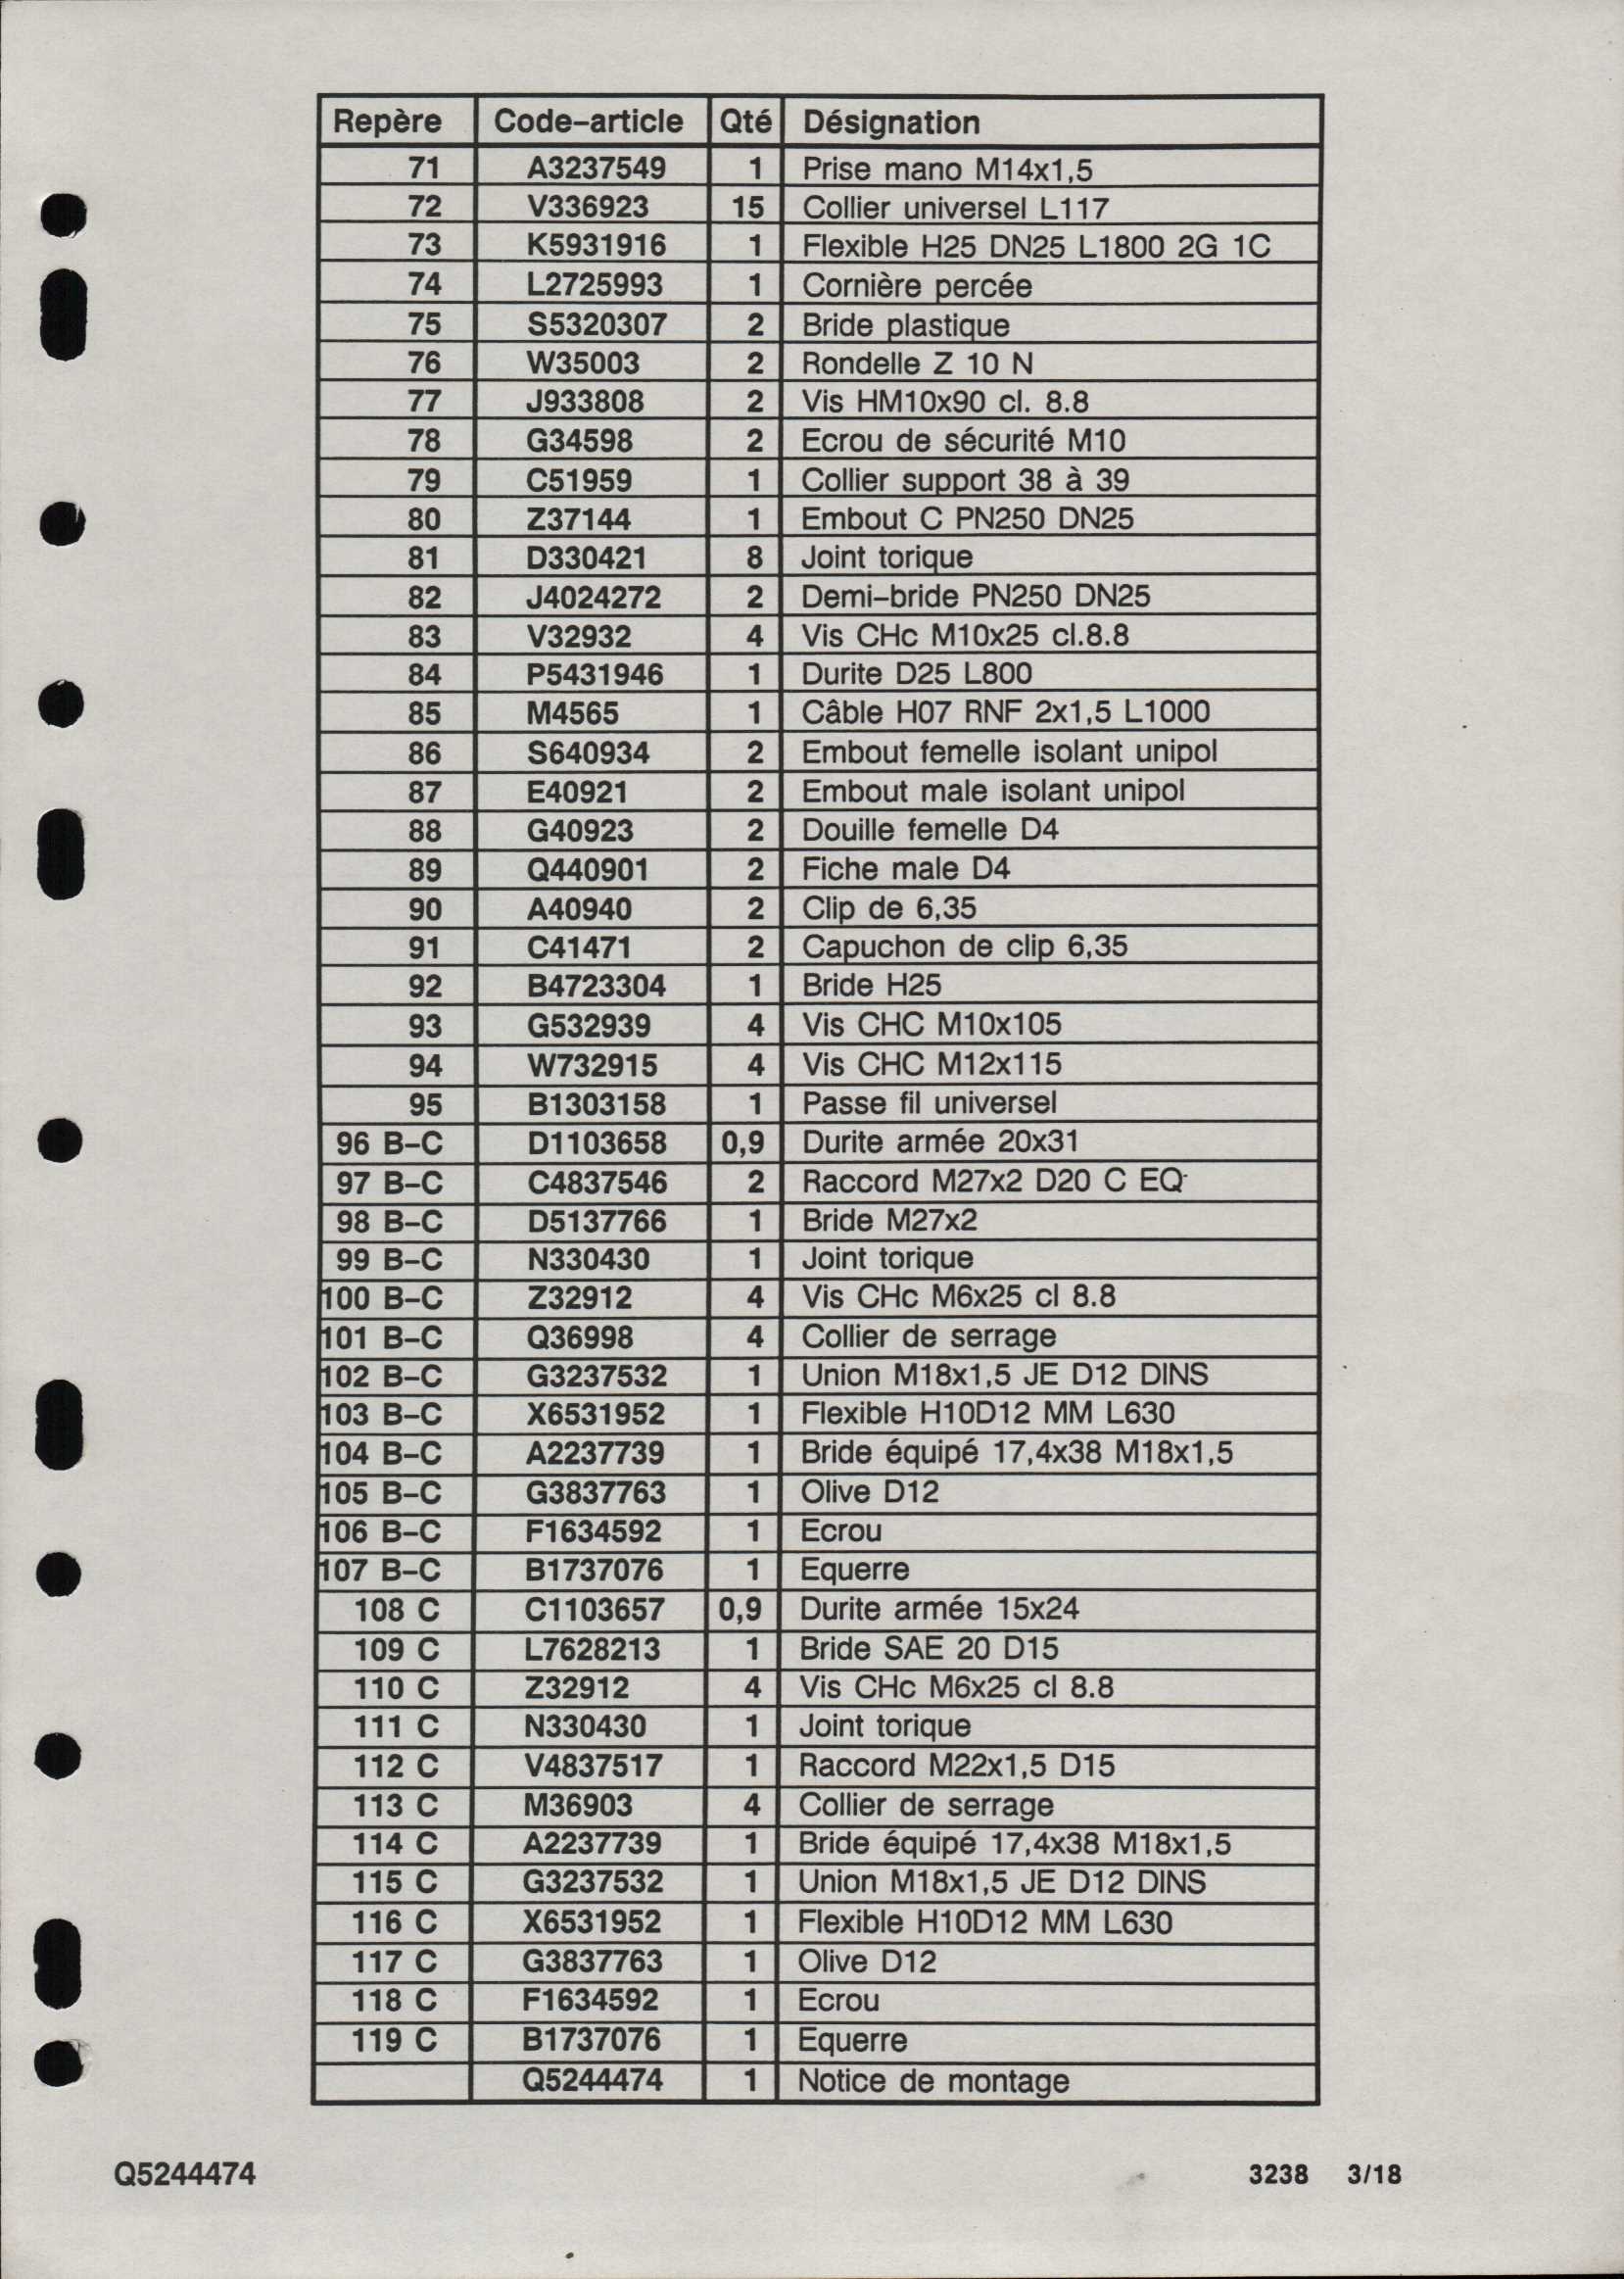 Repère Code-article Qté Désignation
71 A3237549 1 Prise mano M14x1,5
72 V336923 15 Collier universel L117
73 K5931916 1 Flexible H25 DN25 L1800 2G 1C
74 L2725993 1 Cornière percée
75 S5320307 2 Bride plastique
76 W35003 2 Rondelle Z 10 N
77 J933808 2 Vis HM10x90 cl. 8.8
78 G34598 2 Ecrou de sécurité M10
79 C51959 1 Collier support 38 à 39
80 Z37144 1 Embout C PN250 DN25
81 D330421 8 Joint torique
82 J4024272 2 Demi-bride PN250 DN25
83 V32932 4 Vis CHc M10x25 cl.8.8
84 P5431946 1 Durite D25 L800
85 M4565 1 Câble H07 RNF 2x1,5 L1000
86 S640934 2 Embout femelle isolant unipol
87 E40921 2 Embout male isolant unipol
88 G40923 2 Douille femelle D4
89 Q440901 2 Fiche male D4
90 A40940 2 Clip de 6,35
91 C41471 2 Capuchon de clip 6,35
92 B4723304 1 Bride H25
93 G532939 4 Vis CHC M10x105
94 W732915 4 Vis CHC M12x115
95 B1303158 1 Passe fil universel
96 B-C D1103658 0,9 Durite armée 20x31
97 B-C C4837546 2 Raccord M27x2 D20 C EQ
98 B-C D5137766 1 Bride M27x2
99 B-C N330430 1 Joint torique
100 B-C Z32912 4 Vis CHc M6x25 cl 8.8
101 B-C Q36998 4 Collier de serrage
102 B-C G3237532 1 Union M18x1,5 JE D12 DINS
103 B-C X6531952 1 Flexible H10D12 MM L630
104 B-C A2237739 1 Bride équipé 17,4x38 M18x1,5
105 B-C G3837763 1 Olive D12
106 B-C F1634592 1 Ecrou
107 B-C B1737076 1 Equerre
108 C C1103657 0,9 Durite armée 15x24
109 C L7628213 1 Bride SAE 20 D15
110 C Z32912 4 Vis CHc M6x25 cl 8.8
111 C N330430 1 Joint torique
112 C V4837517 1 Raccord M22x1,5 D15
113 C M36903 4 Collier de serrage
114 C A2237739 1 Bride équipé 17,4x38 M18x1,5
115 C G3237532 1 Union M18x1,5 JE D12 DINS
116 C X6531952 1 Flexible H10D12 MM L630
117 C G3837763 1 Olive D12
118 C F1634592 1 Ecrou
119 C B1737076 1 Equerre
Q5244474 1 Notice de montage
Q5244474 3238 3/18